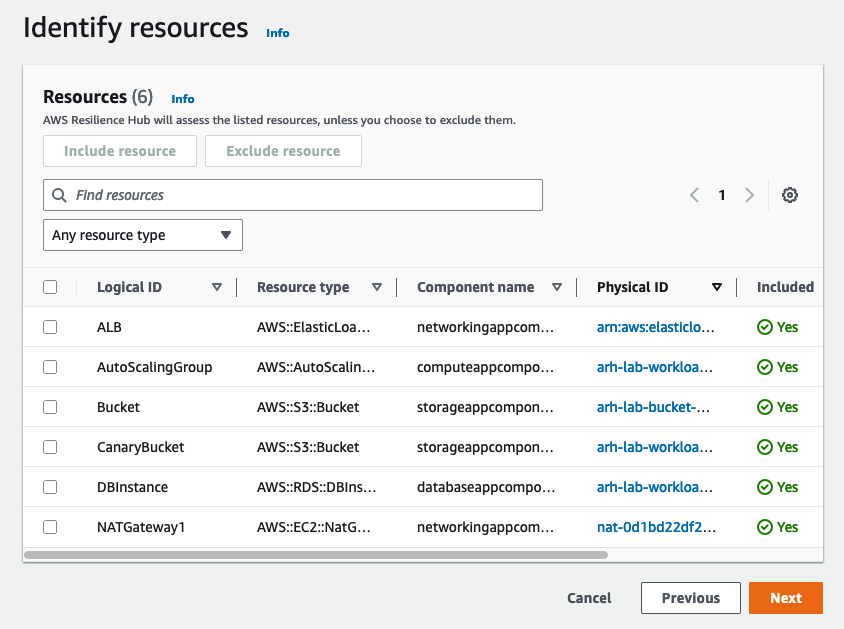 Identify resources Info
Resources (6) Info
AWS Resilience Hub will assess the listed resources, unless you choose to exclude them.
Include resource Exclude resource
Find resources 1
Any resource type
Logical ID Resource type Component name Physical ID Included
ALB AWS::ElasticLoa... networkingappcom... arn:aws:elasticlo... Yes
AutoScalingGroup AWS::AutoScalin... computeappcompo... arh-lab-workloa... Yes
Bucket AWS::S3::Bucket storageappcompon... arh-lab-bucket-... Yes
CanaryBucket AWS::S3::Bucket storageappcompon... arh-lab-workloa... Yes
DBInstance AWS::RDS::DBIns... databaseappcompo... arh-lab-workloa... Yes
NATGateway1 AWS::EC2::NatG... networkingappcom... nat-0d1bd22df2... Yes
Cancel Previous Next